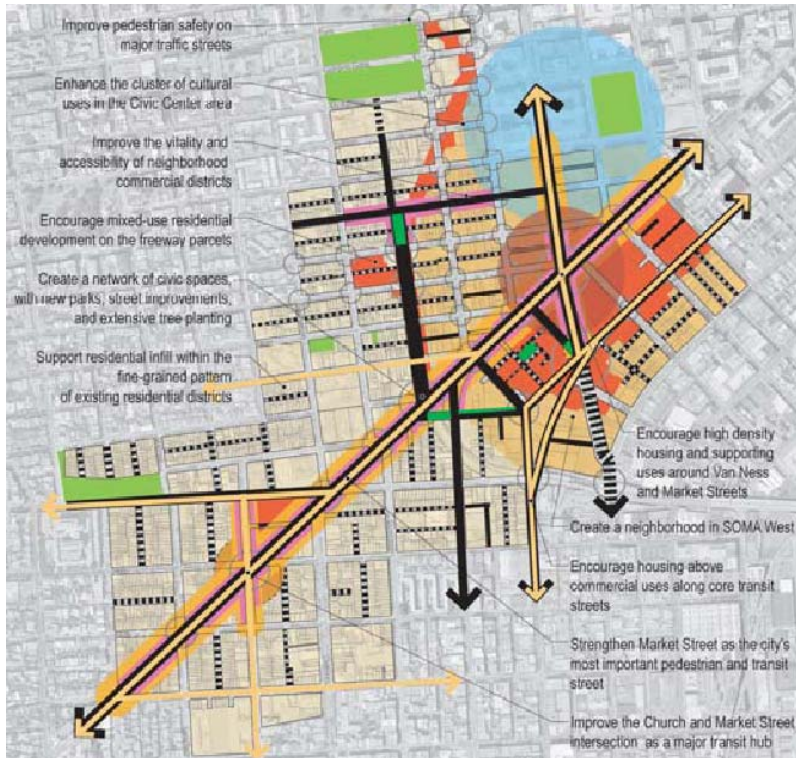 Improve pedestrian safety on
major traffic streets
Enhance the cluster of cultural
uses in the Civic Center area
Improve the vitality and
accessibility of neighborhood
commercial districts
Encourage mixed-use residential
development on the freeway parcels
Create a network of civic spaces,
with new parks, street improvements,
and extensive tree planting
Support residential infill within the
fine-grained pattern
of existing residential districts
Encourage high density
housing and supporting
uses around Van Ness
and Market Streets
Create a neighborhood in SOMA West
Encourage housing above
commercial uses along core transit
streets
Strengthen Market Street as the city's
most important pedestrian and transit
street
Improve the Church and Market Street
intersection as a major transit hub